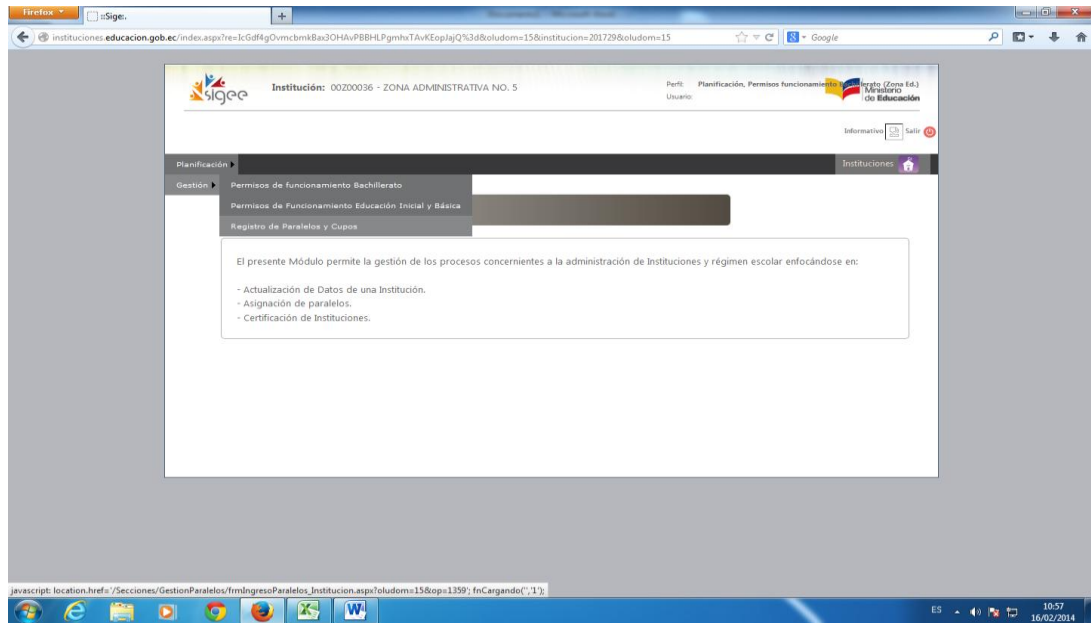 Firefox
::Sige:.
instituciones.educacion.gob.ec/index.aspx?re=IcGdf4gOvmcbmkBax3OHAvPBBHLPgmhxTAvKEopJajQ%3d&oludom=15&institucion=201729&oludom=15
Google
sigee
Institución: 00Z00036 - ZONA ADMINISTRATIVA NO. 5
Perfil: Planificación, Permisos funcionamiento (Zona Ed.)
Usuario:
Ministerio
de Educación
Informativo Salir
Planificación
Instituciones
Gestión
Permisos de funcionamiento Bachillerato
Permisos de Funcionamiento Educación Inicial y Básica
Registro de Paralelos y Cupos
El presente Módulo permite la gestión de los procesos concernientes a la administración de Instituciones y régimen escolar enfocándose en:
- Actualización de Datos de una Institución.
- Asignación de paralelos.
- Certificación de Instituciones.
javascript: location.href='/Secciones/GestionParalelos/frmIngresoParalelos_Institucion.aspx?oludom=15&op=1359'; fnCargando('','1');
ES
10:57
16/02/2014